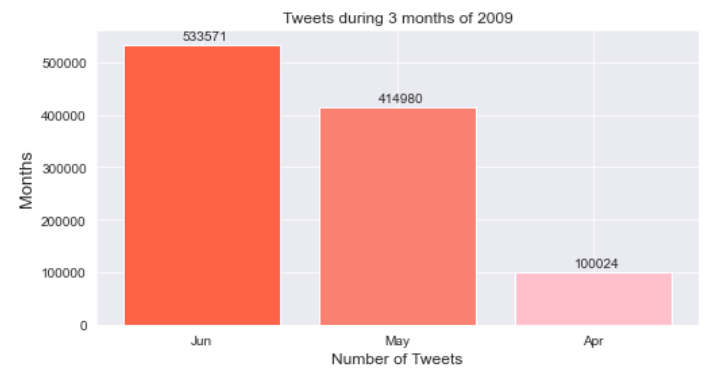 Tweets during 3 months of 2009
533571
414980
100024
500000
400000
300000
200000
100000
0
Months
Jun May Apr
Number of Tweets